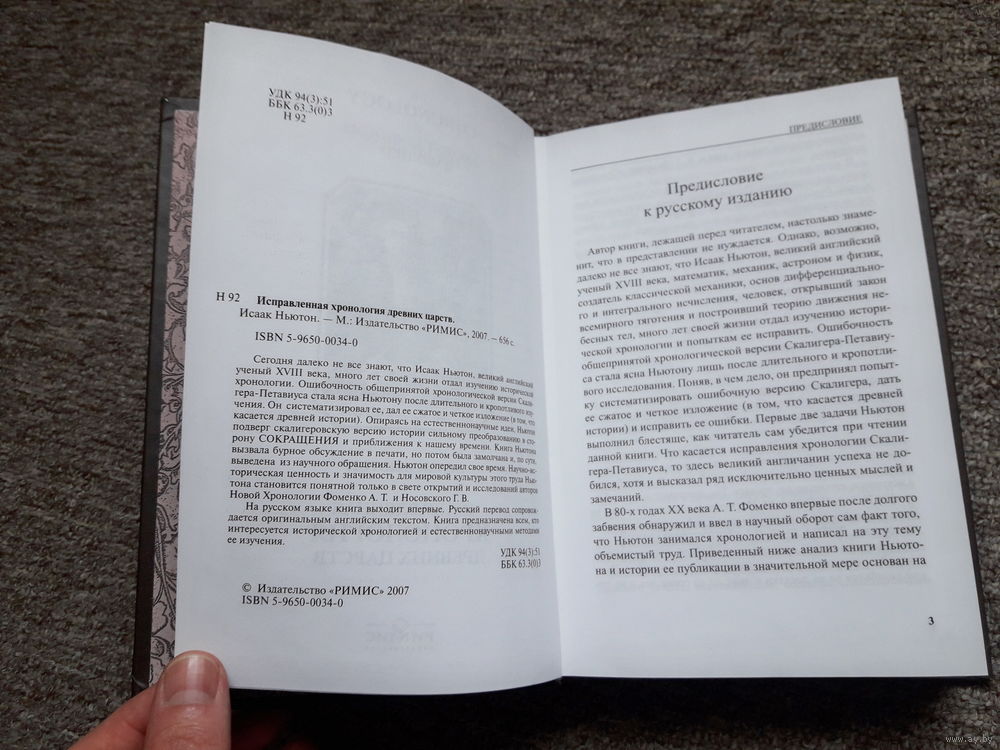 УДК 94(3):51
ББК 63.3(0)3
Н 92
Н 92 Исправленная хронология древних царств.
Исаак Ньютон. — М.: Издательство «РИМИС», 2007. – 656 с.
ISBN 5-9650-0034-0
Сегодня далеко не все знают, что Исаак Ньютон, великий английский
ученый XVIII века, много лет своей жизни отдал изучению исторической
хронологии. Ошибочность общепринятой хронологической версии Скали-
гера-Петавиуса стала ясна Ньютону после длительного и кропотливого изу-
чения. Он систематизировал ее, дал ее сжатое и четкое изложение (в том, что
касается древней истории). Опираясь на естественнонаучные идеи, Ньютон
подверг скалигеровскую версию истории сильному преобразованию в сто-
рону СОКРАЩЕНИЯ и приближения к нашему времени. Книга Ньютона
вызвала бурное обсуждение в печати, но потом была замолчана и, по сути,
выведена из научного обращения. Ньютон опередил свое время. Научно-ис-
торическая ценность и значимость для мировой культуры этого труда Нью-
тона становится понятной только в свете открытий и исследований авторов
Новой Хронологии Фоменко А. Т. и Носовского Г. В.
На русском языке книга выходит впервые. Русский перевод сопровож-
дается оригинальным английским текстом. Книга предназначена всем, кто
интересуется исторической хронологией и естественнонаучными методами
ее изучения.
УДК 94(3):51
ББК 63.3(0)3
© Издательство «РИМИС» 2007
ISBN 5-9650-0034-0
ПРЕДИСЛОВИЕ
Предисловие
к русскому изданию
Автор книги, лежащей перед читателем, настолько знаме-
нит, что в представлении не нуждается. Однако, возможно,
далеко не все знают, что Исаак Ньютон, великий английский
ученый XVIII века, математик, механик, астроном и физик,
создатель классической механики, основ дифференциально-
го и интегрального исчисления, человек, открывший закон
всемирного тяготения и построивший теорию движения не-
бесных тел, много лет своей жизни отдал изучению истори-
ческой хронологии и попыткам ее исправить. Ошибочность
общепринятой хронологической версии Скалигера-Петавиу-
са стала ясна Ньютону лишь после длительного и кропотли-
вого исследования. Поняв, в чем дело, он предпринял попыт-
ку систематизировать ошибочную версию Скалигера, дать
ее сжатое и четкое изложение (в том, что касается древней
истории) и исправить ее ошибки. Первые две задачи Ньютон
выполнил блестяще, как читатель сам убедится при чтении
данной книги. Что касается исправления хронологии Скали-
гера-Петавиуса, то здесь великий англичанин успеха не до-
бился, хотя и высказал ряд исключительно ценных мыслей и
замечаний.
В 80-х годах XX века А. Т. Фоменко впервые после долгого
забвения обнаружил и ввел в научный оборот сам факт того,
что Ньютон занимался хронологией и написал на эту тему
объемистый труд. Приведенный ниже анализ книги Ньюто-
на и истории ее публикации в значительной мере основан на
3
www.ay.by